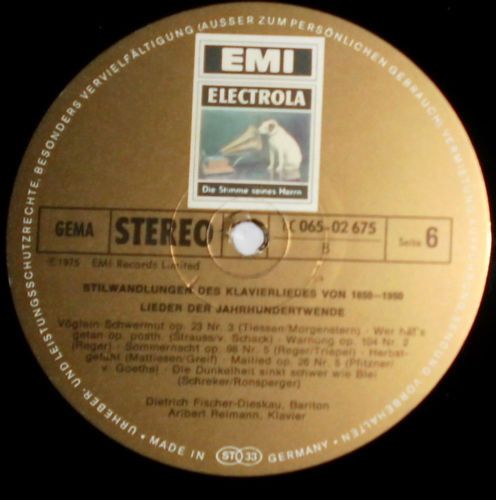 URHEBER- UND LEISTUNGSSCHUTZRECHTE, BESONDERS VERVIELFÄLTIGUNG (AUSSER ZUM PERSÖNLICHEN GEBRAUCH), VERMIETUNG
SENDUNG VORBEHALTEN
EMI
ELECTROLA
Die Stimme seines Herrn
GEMA
STEREO
1C 065-02 675
B
Seite 6
℗1975 EMI Records Limited
STILWANDLUNGEN DES KLAVIERLIEDES VON 1850-1950
LIEDER DER JAHRHUNDERTWENDE
Vöglein Schwermut op. 23 Nr. 3 (Tiessen/Morgenstern) - Wer hät's
getan op. posth. (Strauss/v. Schack) - Warnung op. 104 Nr. 2
(Reger) - Sommernacht op. 98 Nr. 5 (Reger/Triepel) - Herbst-
gefühl (Mattiesen/Greif) - Mailied op. 26 Nr. 5 (Pfitzner/
v. Goethe) - Die Dunkelheit sinkt schwer wie Blei
(Schreker/Ronsperger)
Dietrich Fischer-Dieskau, Bariton
Aribert Reimann, Klavier
MADE IN
ST 33
GERMANY